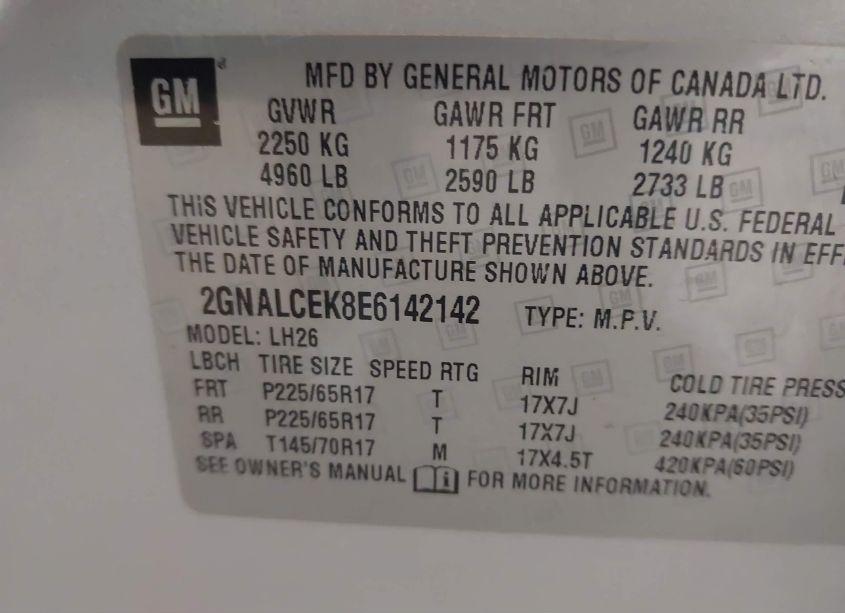 GM
MFD BY GENERAL MOTORS OF CANADA LTD.
GVWR GAWR FRT GAWR RR
2250 KG 1175 KG 1240 KG
4960 LB 2590 LB 2733 LB
THIS VEHICLE CONFORMS TO ALL APPLICABLE U.S. FEDERAL
VEHICLE SAFETY AND THEFT PREVENTION STANDARDS IN EFF
THE DATE OF MANUFACTURE SHOWN ABOVE.
2GNALCEK8E6142142 TYPE: M.P.V.
MODEL: LH26
LBCH TIRE SIZE SPEED RTG RIM COLD TIRE PRESS
FRT P225/65R17 T 17X7J 240KPA(35PSI)
RR P225/65R17 T 17X7J 240KPA(35PSI)
SPA T145/70R17 M 17X4.5T 420KPA(60PSI)
SEE OWNER'S MANUAL i FOR MORE INFORMATION.